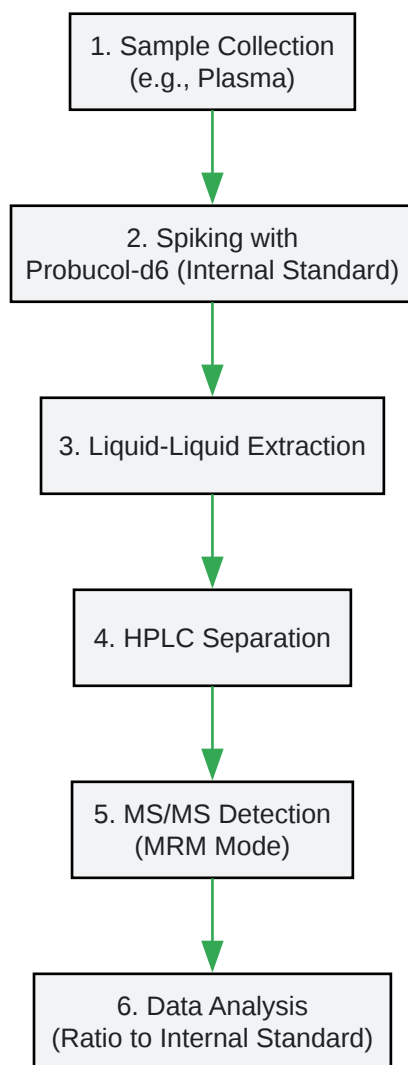 1. Sample Collection
(e.g., Plasma)
2. Spiking with
Probucol-d6 (Internal Standard)
3. Liquid-Liquid Extraction
4. HPLC Separation
5. MS/MS Detection
(MRM Mode)
6. Data Analysis
(Ratio to Internal Standard)